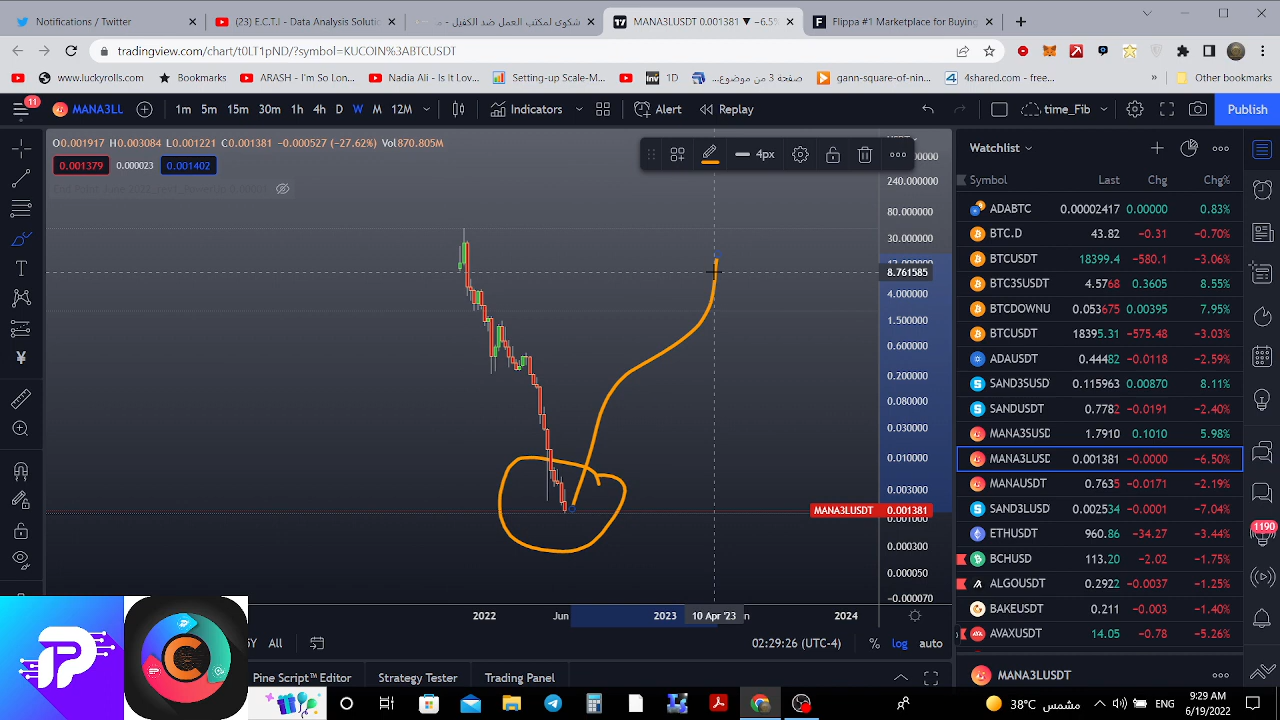 Notifications / Twitter
(23) E.C.T.I - Data Analysis Solutio
شكوى لمكتب العمل ضد الكفيل -
MANA3LUSDT 0.001381 ▼ −6.5%
Flippa #1 Marketplace for Buying
tradingview.com/chart/t0LT1pND/?symbol=KUCOIN%3ABTCUSDT
www.luckyrolls.com
Bookmarks
ARASH - I'm So Lon...
Nadia Ali - Is It Lov...
Setting-up Scale-M...
1D
صفحة 3 من موضوع...
gann-square-of-nin...
4shared.com - free...
Other bookmarks
11
MANA3LL
1m 5m 15m 30m 1h 4h D W M 12M
Indicators
Alert
Replay
time_Fib
Publish
O0.001917 H0.003084 L0.001221 C0.001381 −0.000527 (−27.62%) Vol870.805M
0.001379 0.000023 0.001402
4px
240.000000
80.000000
30.000000
8.761585
4.000000
1.500000
0.600000
0.200000
0.080000
0.030000
0.010000
0.003000
MANA3LUSDT 0.001381
0.001000
0.000300
0.000050
−0.000070
2022 Jun 2023 10 Apr '23 2024
All
02:29:26 (UTC-4)
% log auto
Pine Script™ Editor
Strategy Tester
Trading Panel
Watchlist
Symbol Last Chg Chg%
ADABTC 0.00002417 0.00000 0.83%
BTC.D 43.82 −0.31 −0.70%
BTCUSDT 18399.4 −580.1 −3.06%
BTC3SUSDT 4.5768 0.3605 8.55%
BTCDOWNU 0.053675 0.00395 7.95%
BTCUSDT 18395.31 −575.48 −3.03%
ADAUSDT 0.44482 −0.0118 −2.59%
SAND3SUSD 0.115963 0.00870 8.11%
SANDUSDT 0.7782 −0.0191 −2.40%
MANA3SUSD 1.7910 0.1010 5.98%
MANA3LUSD 0.001381 −0.0000 −6.50%
MANAUSDT 0.7635 −0.0171 −2.19%
SAND3LUSD 0.002534 −0.0001 −7.04%
ETHUSDT 960.86 −34.27 −3.44%
BCHUSD 113.20 −2.02 −1.75%
ALGOUSDT 0.2922 −0.0037 −1.25%
BAKEUSDT 0.211 −0.003 −1.40%
AVAXUSDT 14.05 −0.78 −5.26%
MANA3LUSDT
1190
38°C مشمس
ENG
9:29 AM
6/19/2022